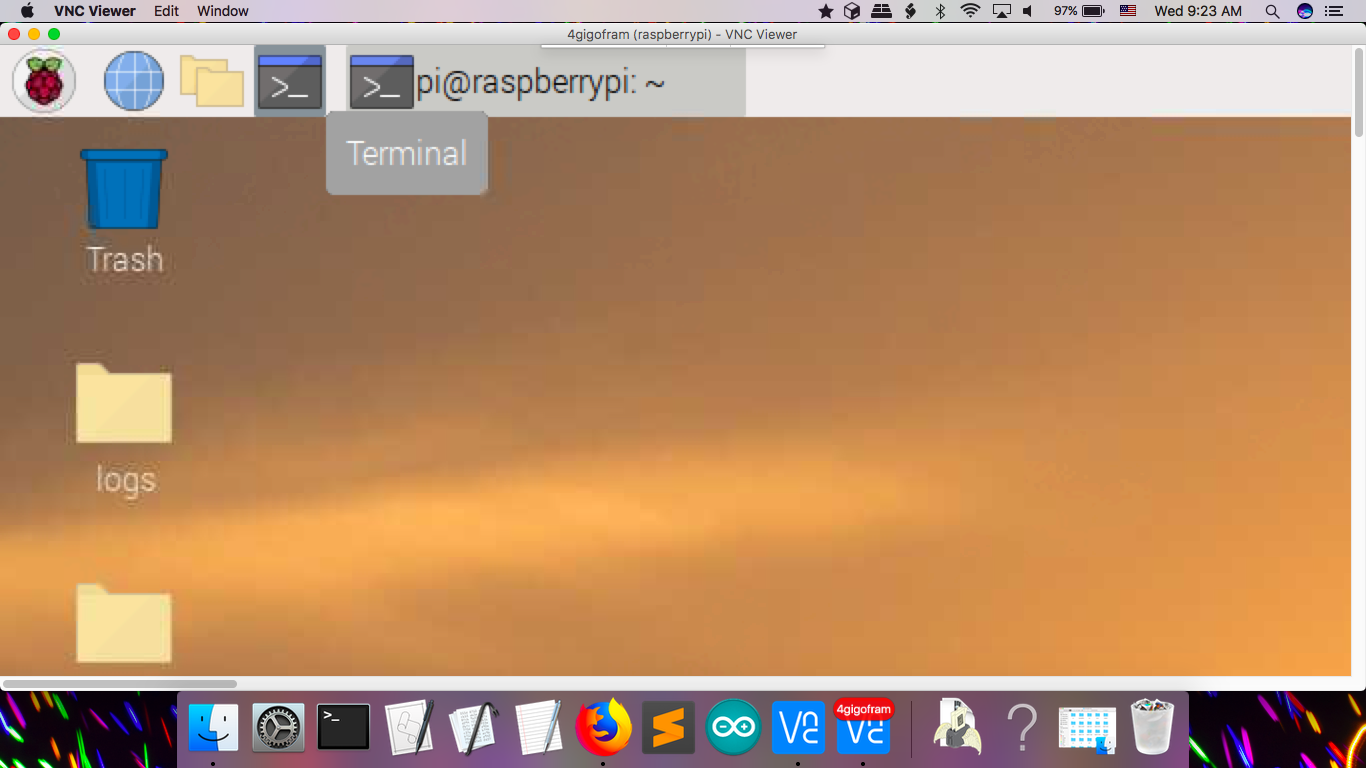 VNC Viewer Edit Window 97% Wed 9:23 AM
4gigofram (raspberrypi) - VNC Viewer
>_ >_ pi@raspberrypi: ~
Terminal
Trash
logs
>_
4gigofram